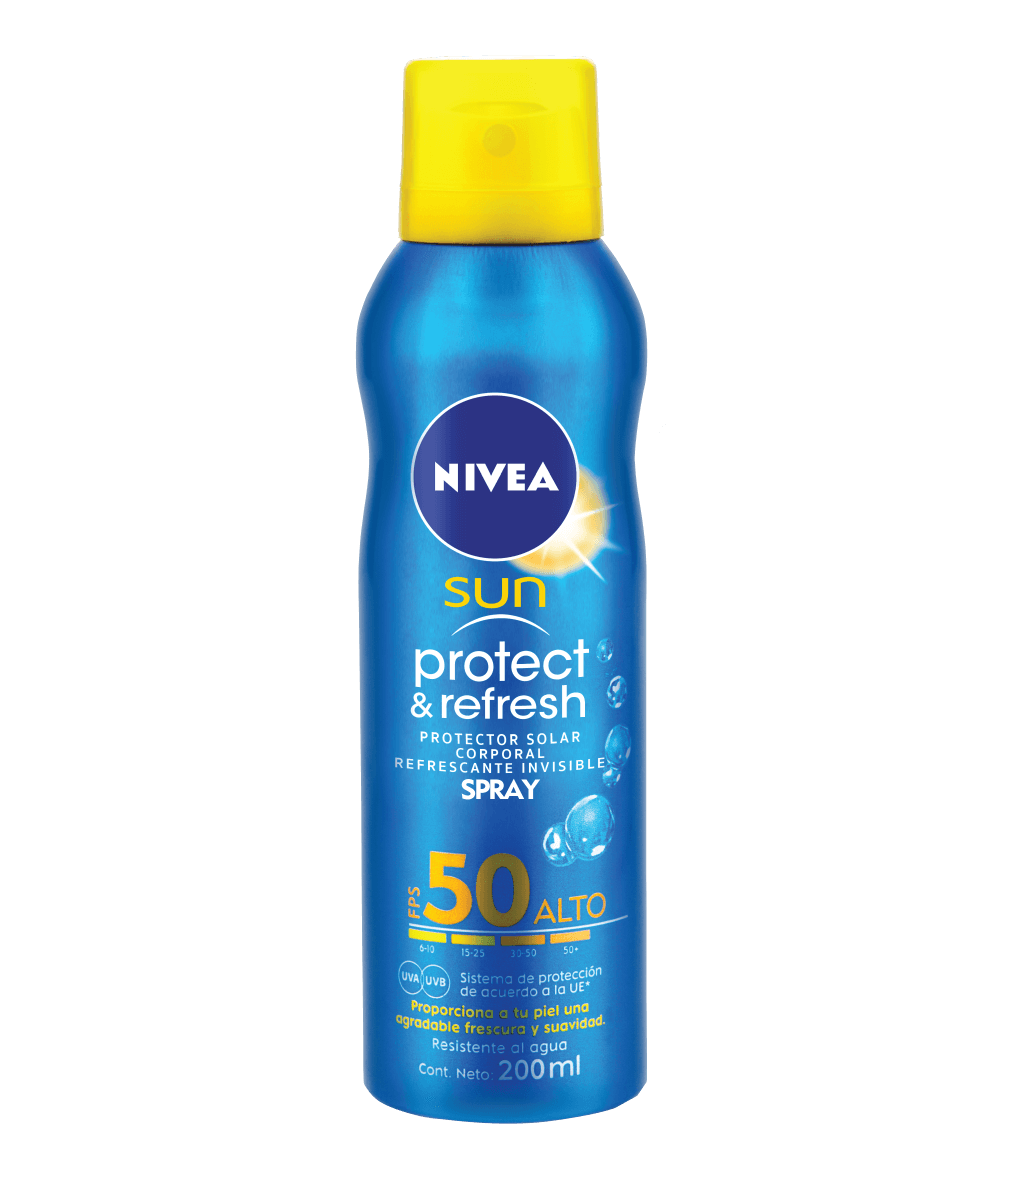 NIVEA
sun
protect
& refresh
PROTECTOR SOLAR
CORPORAL
REFRESCANTE INVISIBLE
SPRAY
FPS 50 ALTO
6-10 15-25 30-50 50+
UVA UVB
Sistema de protección
de acuerdo a la UE*
Proporciona a tu piel una
agradable frescura y suavidad.
Resistente al agua
Cont. Neto: 200ml